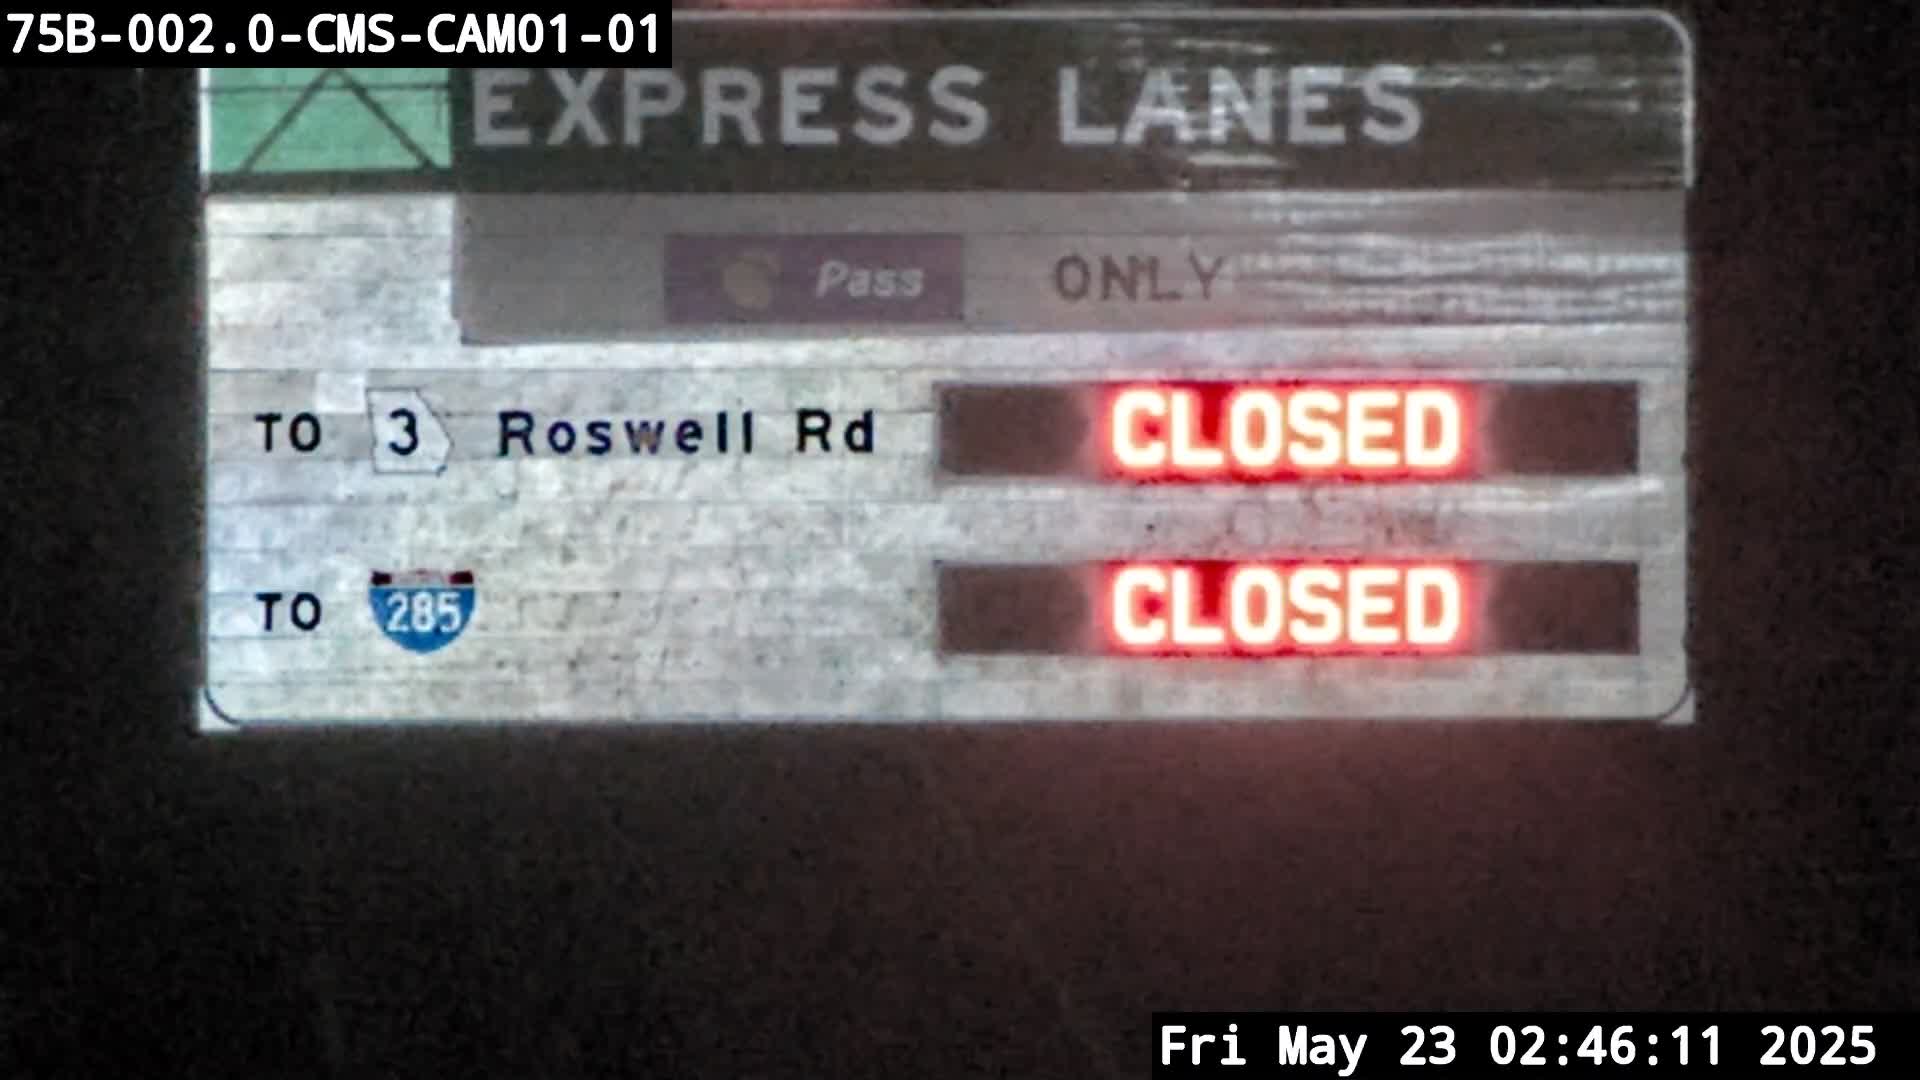 75B-002.0-CMS-CAM01-01
EXPRESS LANES
Pass ONLY
TO 3 Roswell Rd CLOSED
TO 285 CLOSED
Fri May 23 02:46:11 2025